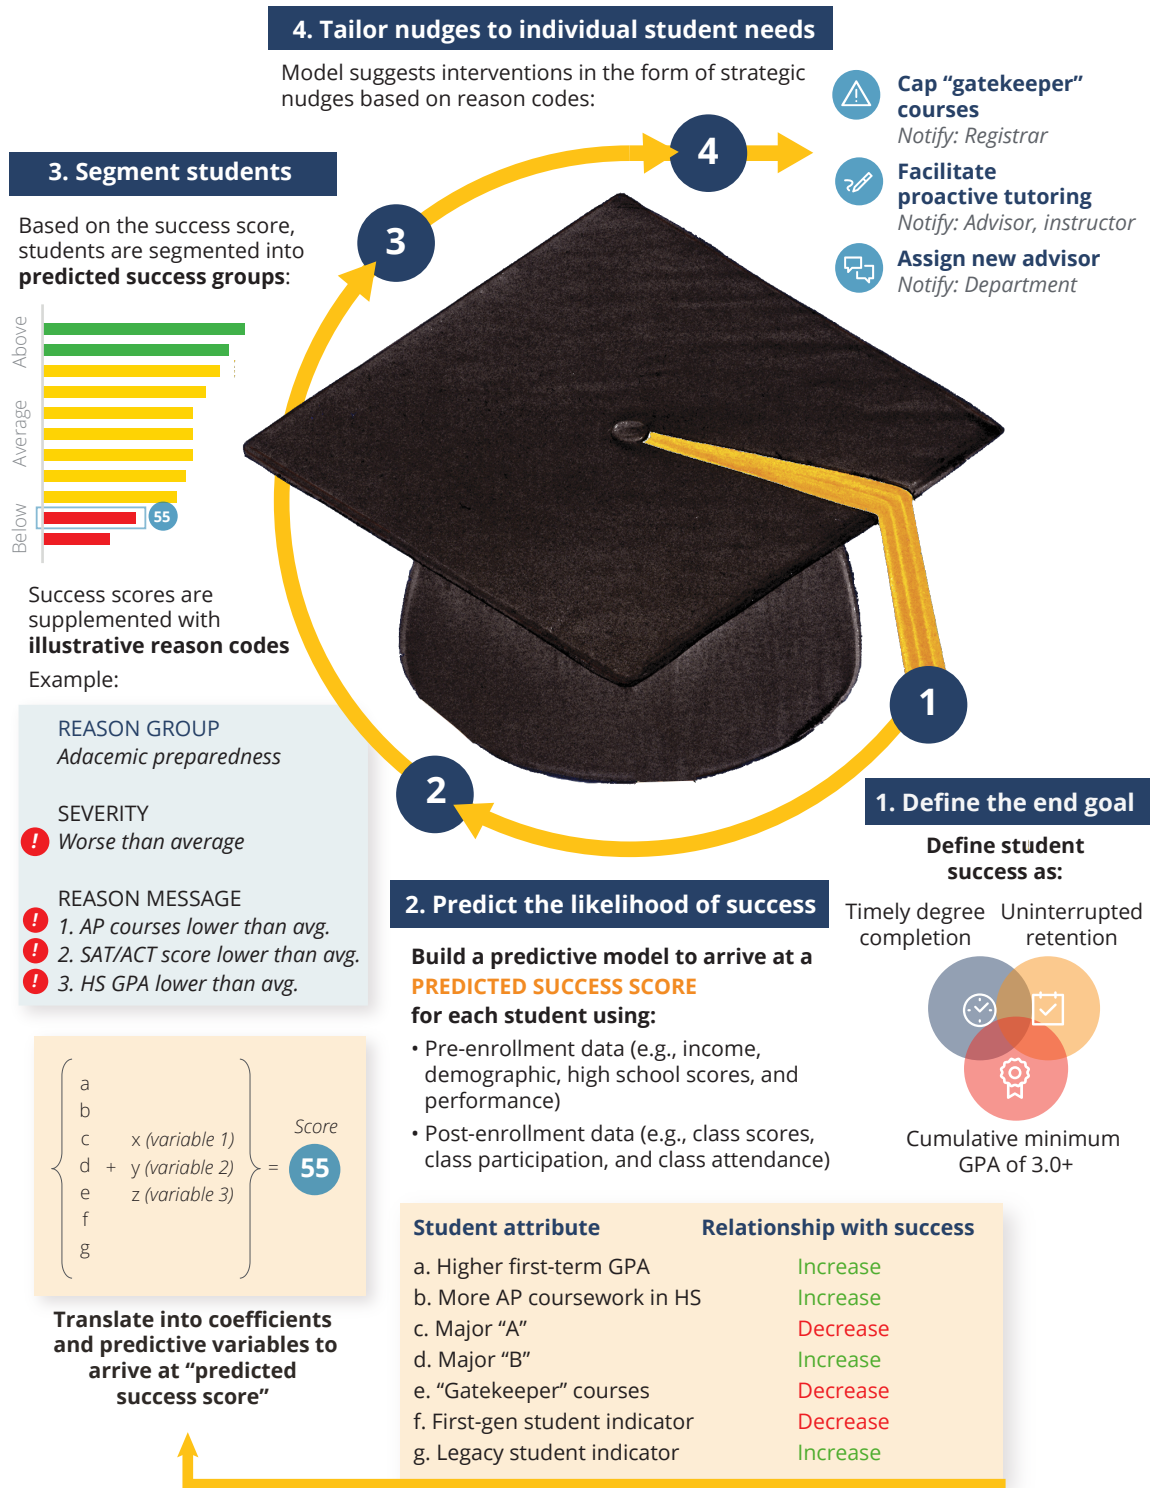 4. Tailor nudges to individual student needs
Model suggests interventions in the form of strategic
nudges based on reason codes:
4
Cap “gatekeeper”
courses
Notify: Registrar
Facilitate
proactive tutoring
Notify: Advisor, instructor
Assign new advisor
Notify: Department
3. Segment students
3
Based on the success score,
students are segmented into
predicted success groups:
Above
Average
Below
55
Success scores are
supplemented with
illustrative reason codes
Example:
REASON GROUP
Adacemic preparedness
SEVERITY
! Worse than average
REASON MESSAGE
! 1. AP courses lower than avg.
! 2. SAT/ACT score lower than avg.
! 3. HS GPA lower than avg.
1
2
1. Define the end goal
Define student
success as:
Timely degree
completion
Uninterrupted
retention
Cumulative minimum
GPA of 3.0+
2. Predict the likelihood of success
Build a predictive model to arrive at a
PREDICTED SUCCESS SCORE
for each student using:
• Pre-enrollment data (e.g., income,
demographic, high school scores, and
performance)
• Post-enrollment data (e.g., class scores,
class participation, and class attendance)
Student attribute Relationship with success
a. Higher first-term GPA Increase
b. More AP coursework in HS Increase
c. Major “A” Decrease
d. Major “B” Increase
e. “Gatekeeper” courses Decrease
f. First-gen student indicator Decrease
g. Legacy student indicator Increase
a
b
c x (variable 1)
d + y (variable 2) =
e z (variable 3)
f
g
Score
55
Translate into coefficients
and predictive variables to
arrive at “predicted
success score”